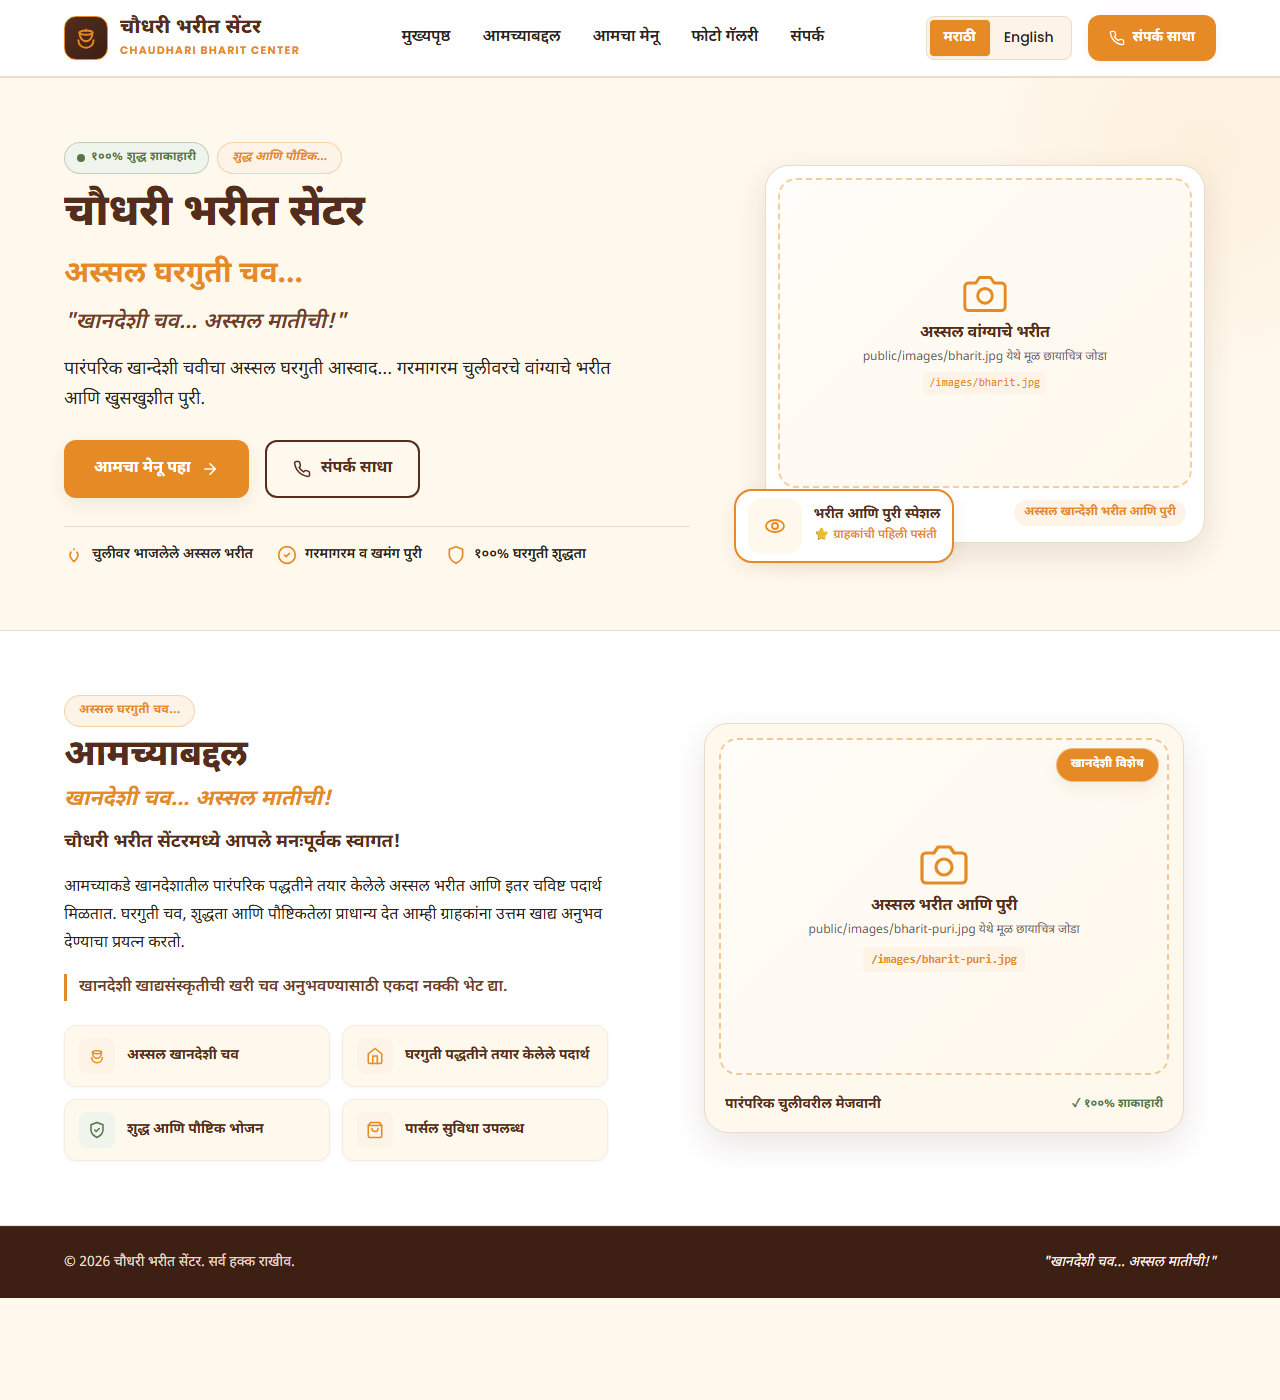 चौधरी भरीत सेंटर
CHAUDHARI BHARIT CENTER
मुख्यपृष्ठ
आमच्याबद्दल
आमचा मेनू
फोटो गॅलरी
संपर्क
मराठी
English
संपर्क साधा
१००% शुद्ध शाकाहारी
शुद्ध आणि पौष्टिक...
चौधरी भरीत सेंटर
अस्सल घरगुती चव...
"खानदेशी चव... अस्सल मातीची!"
पारंपरिक खान्देशी चवीचा अस्सल घरगुती आस्वाद... गरमागरम चुलीवरचे वांग्याचे भरीत
आणि खुसखुशीत पुरी.
आमचा मेनू पहा
संपर्क साधा
चुलीवर भाजलेले अस्सल भरीत
गरमागरम व खमंग पुरी
१००% घरगुती शुद्धता
अस्सल वांग्याचे भरीत
public/images/bharit.jpg येथे मूळ छायाचित्र जोडा
/images/bharit.jpg
अस्सल खान्देशी भरीत आणि पुरी
भरीत आणि पुरी स्पेशल
⭐ ग्राहकांची पहिली पसंती
अस्सल घरगुती चव...
आमच्याबद्दल
खानदेशी चव... अस्सल मातीची!
चौधरी भरीत सेंटरमध्ये आपले मनःपूर्वक स्वागत!
आमच्याकडे खानदेशातील पारंपरिक पद्धतीने तयार केलेले अस्सल भरीत आणि इतर चविष्ट पदार्थ
मिळतात. घरगुती चव, शुद्धता आणि पौष्टिकतेला प्राधान्य देत आम्ही ग्राहकांना उत्तम खाद्य अनुभव
देण्याचा प्रयत्न करतो.
खानदेशी खाद्यसंस्कृतीची खरी चव अनुभवण्यासाठी एकदा नक्की भेट द्या.
अस्सल खानदेशी चव
घरगुती पद्धतीने तयार केलेले पदार्थ
शुद्ध आणि पौष्टिक भोजन
पार्सल सुविधा उपलब्ध
खानदेशी विशेष
अस्सल भरीत आणि पुरी
public/images/bharit-puri.jpg येथे मूळ छायाचित्र जोडा
/images/bharit-puri.jpg
पारंपरिक चुलीवरील मेजवानी
✓ १००% शाकाहारी
© 2026 चौधरी भरीत सेंटर. सर्व हक्क राखीव.
"खानदेशी चव... अस्सल मातीची!"